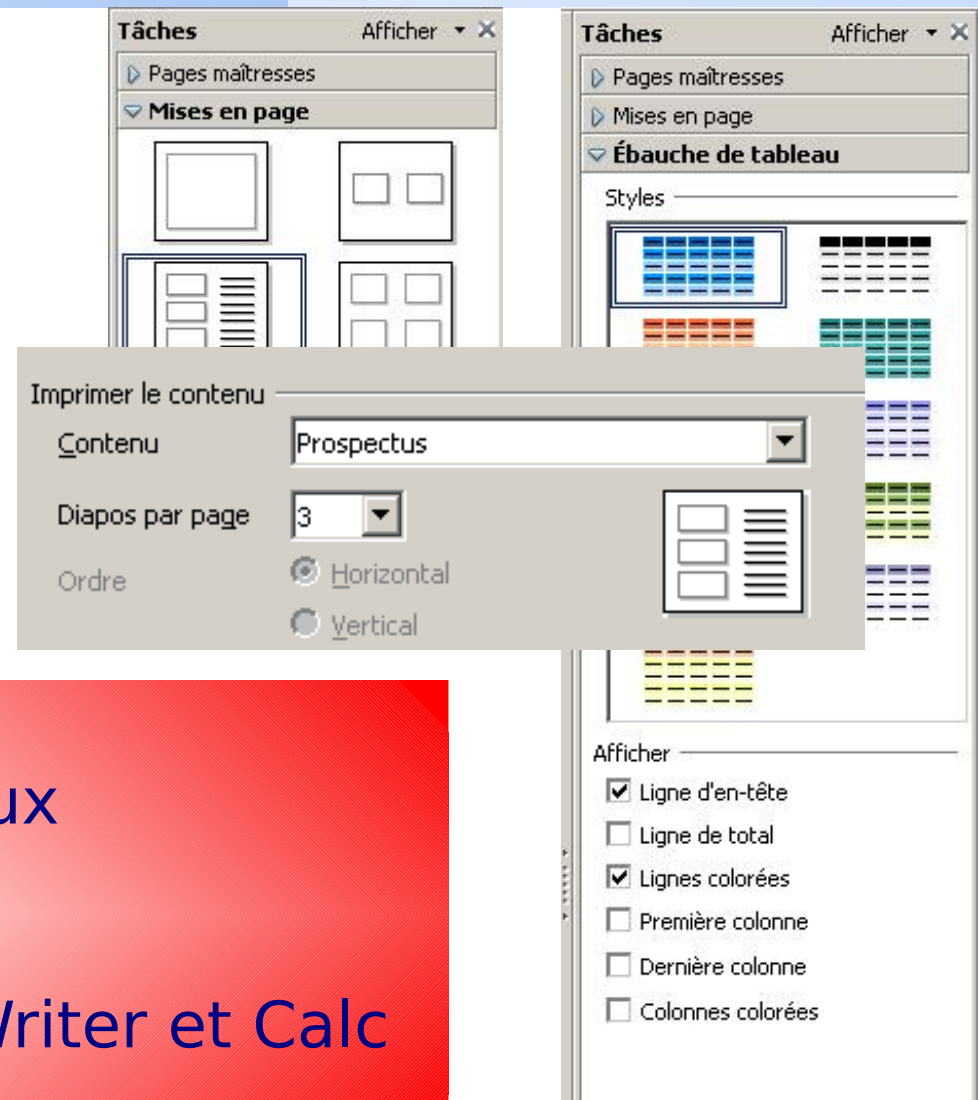 Tâches Afficher
Pages maîtresses
Mises en page
Tâches Afficher
Pages maîtresses
Mises en page
Ébauche de tableau
Styles
Imprimer le contenu
Contenu Prospectus
Diapos par page 3
Ordre Horizontal
Vertical
Afficher
Ligne d'en-tête
Ligne de total
Lignes colorées
Première colonne
Dernière colonne
Colonnes colorées
ux
Writer et Calc